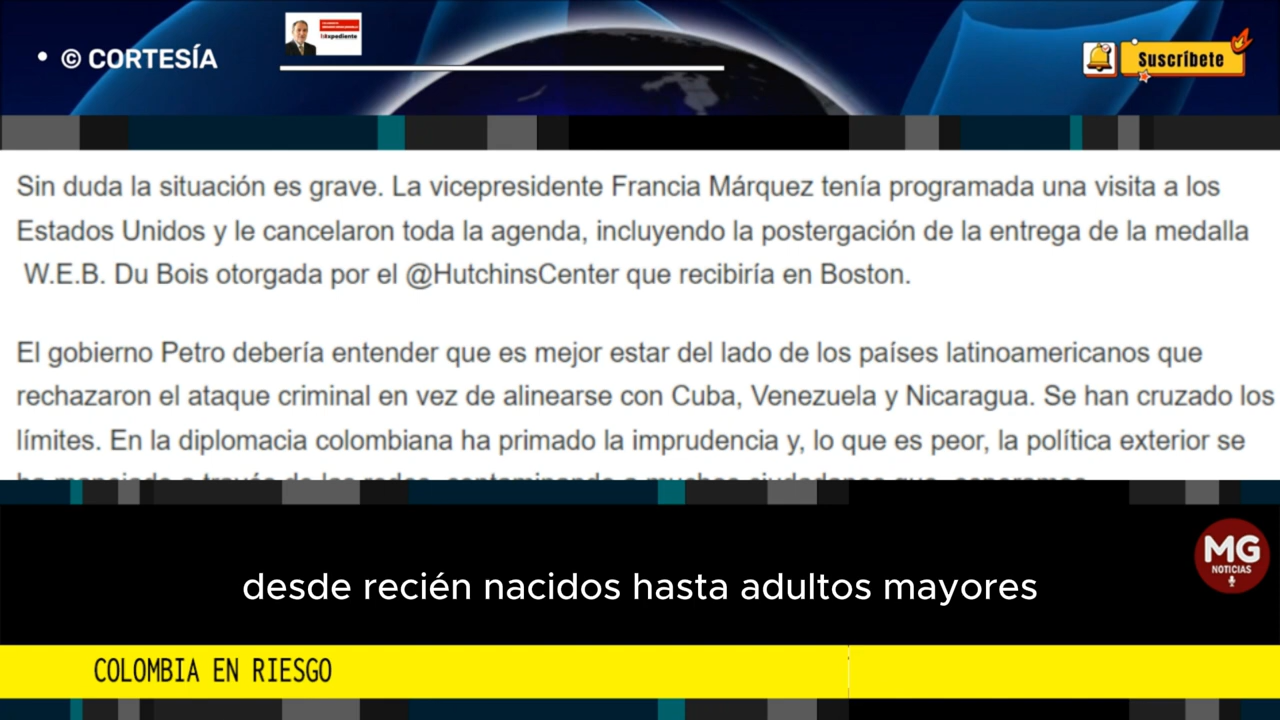 • © CORTESÍA
Expediente
Suscríbete
Sin duda la situación es grave. La vicepresidente Francia Márquez tenía programada una visita a los
Estados Unidos y le cancelaron toda la agenda, incluyendo la postergación de la entrega de la medalla
W.E.B. Du Bois otorgada por el @HutchinsCenter que recibiría en Boston.
El gobierno Petro debería entender que es mejor estar del lado de los países latinoamericanos que
rechazaron el ataque criminal en vez de alinearse con Cuba, Venezuela y Nicaragua. Se han cruzado los
límites. En la diplomacia colombiana ha primado la imprudencia y, lo que es peor, la política exterior se
desde recién nacidos hasta adultos mayores
MG
NOTICIAS
COLOMBIA EN RIESGO